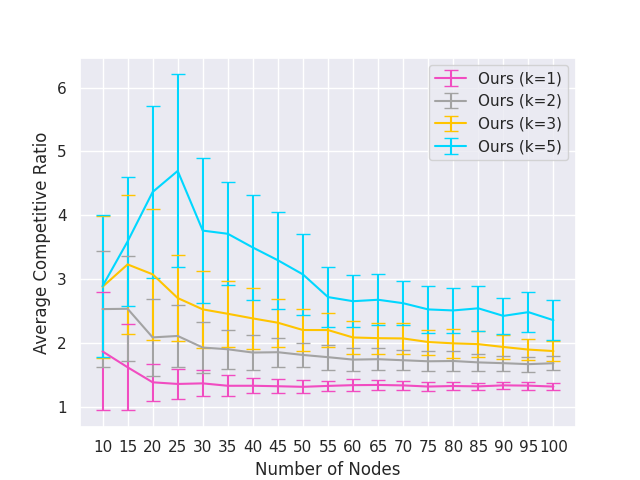 Ours (k=1)
Ours (k=2)
Ours (k=3)
Ours (k=5)
Average Competitive Ratio
6
5
4
3
2
1
10 15 20 25 30 35 40 45 50 55 60 65 70 75 80 85 90 95 100
Number of Nodes